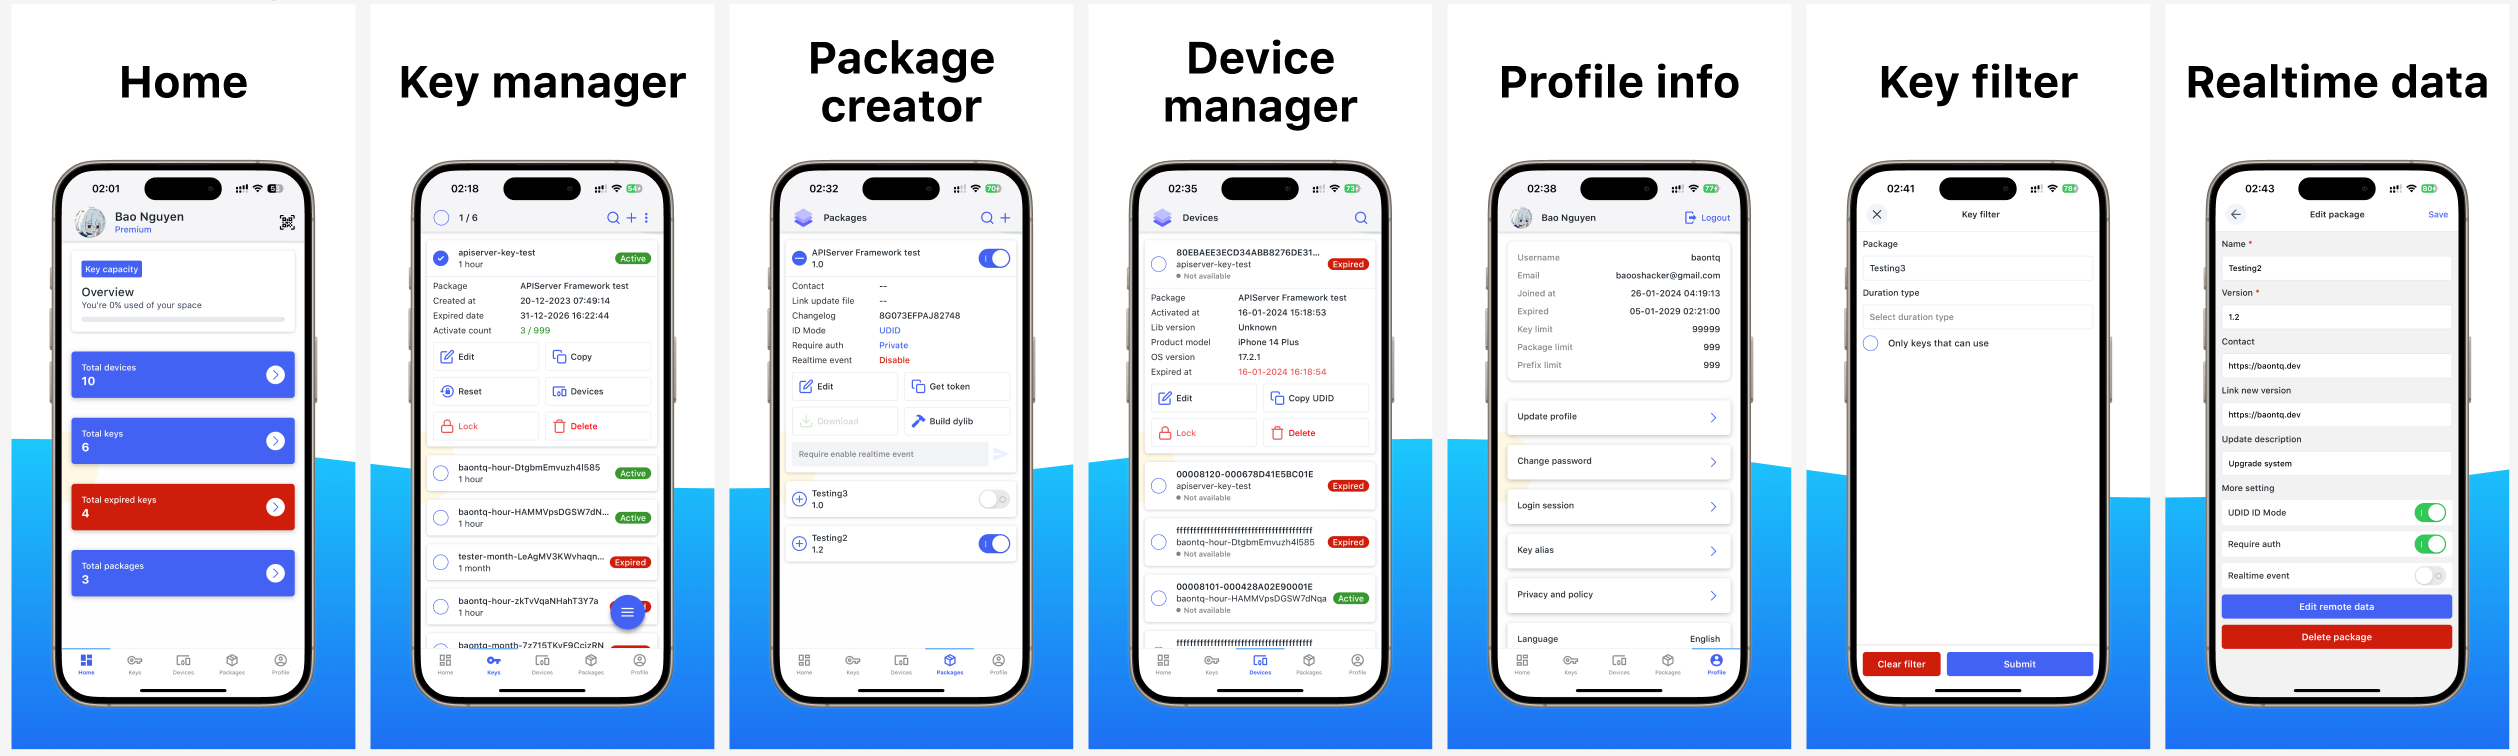 Home
02:01
Bao Nguyen
Premium
Key capacity
Overview
You're 0% used of your space
Total devices
10
Total keys
6
Total expired keys
4
Total packages
3
Home Keys Devices Packages Profile
Key manager
02:18
54
1 / 6
apiserver-key-test
1 hour
Active
Package APIServer Framework test
Created at 20-12-2023 07:49:14
Expired date 31-12-2026 16:22:44
Activate count 3 / 999
Edit Copy
Reset Devices
Lock Delete
baontq-hour-DtgbmEmvuzh4l585
1 hour
Active
baontq-hour-HAMMVpsDGSW7dN...
1 hour
Active
tester-month-LeAgMV3KWvhaqn...
1 month
Expired
baontq-hour-zkTvVqaNHahT3Y7a
1 hour
baontq-month-7z715TKvF9CcizRN
Home Keys Devices Packages Profile
Package
creator
02:32
70
Packages
APIServer Framework test
1.0
Contact --
Link update file --
Changelog 8G073EFPAJ82748
ID Mode UDID
Require auth Private
Realtime event Disable
Edit Get token
Download Build dylib
Require enable realtime event
Testing3
1.0
Testing2
1.2
Home Keys Devices Packages Profile
Device
manager
02:35
73
Devices
80EBAEE3ECD34ABB8276DE31...
apiserver-key-test
Not available
Expired
Package APIServer Framework test
Activated at 16-01-2024 15:18:53
Lib version Unknown
Product model iPhone 14 Plus
OS version 17.2.1
Expired at 16-01-2024 16:18:54
Edit Copy UDID
Lock Delete
00008120-000678D41E5BC01E
apiserver-key-test
Not available
Expired
ffffffffffffffffffffffffffffffffffffffff
baontq-hour-DtgbmEmvuzh4l585
Not available
Expired
00008101-000428A02E90001E
baontq-hour-HAMMVpsDGSW7dNqa
Not available
Active
ffffffffffffffffffffffffffffffffffffffff
Home Keys Devices Packages Profile
Profile info
02:38
77
Bao Nguyen
Logout
Username baontq
Email baooshacker@gmail.com
Joined at 26-01-2024 04:19:13
Expired 05-01-2029 02:21:00
Key limit 99999
Package limit 999
Prefix limit 999
Update profile
Change password
Login session
Key alias
Privacy and policy
Language English
Home Keys Devices Packages Profile
Key filter
02:41
78
Key filter
Package
Testing3
Duration type
Select duration type
Only keys that can use
Clear filter Submit
Realtime data
02:43
80
Edit package
Save
Name *
Testing2
Version *
1.2
Contact
https://baontq.dev
Link new version
https://baontq.dev
Update description
Upgrade system
More setting
UDID ID Mode
Require auth
Realtime event
Edit remote data
Delete package